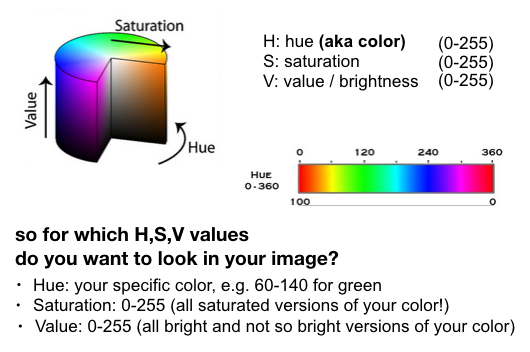 Saturation
Value
Hue
H: hue (aka color) (0-255)
S: saturation (0-255)
V: value / brightness (0-255)
0 120 240 360
Hue
0-360
100 0
so for which H,S,V values
do you want to look in your image?
· Hue: your specific color, e.g. 60-140 for green
· Saturation: 0-255 (all saturated versions of your color!)
· Value: 0-255 (all bright and not so bright versions of your color)